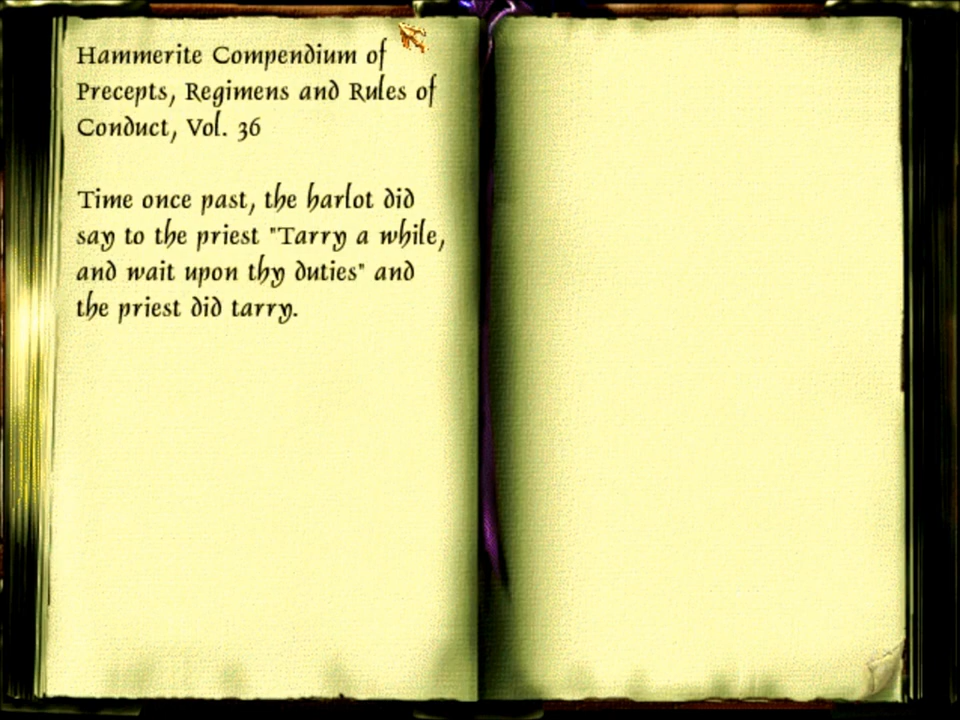 Hammerite Compendium of
Precepts, Regimens and Rules of
Conduct, Vol. 36
Time once past, the harlot did
say to the priest "Tarry a while,
and wait upon thy duties" and
the priest did tarry.